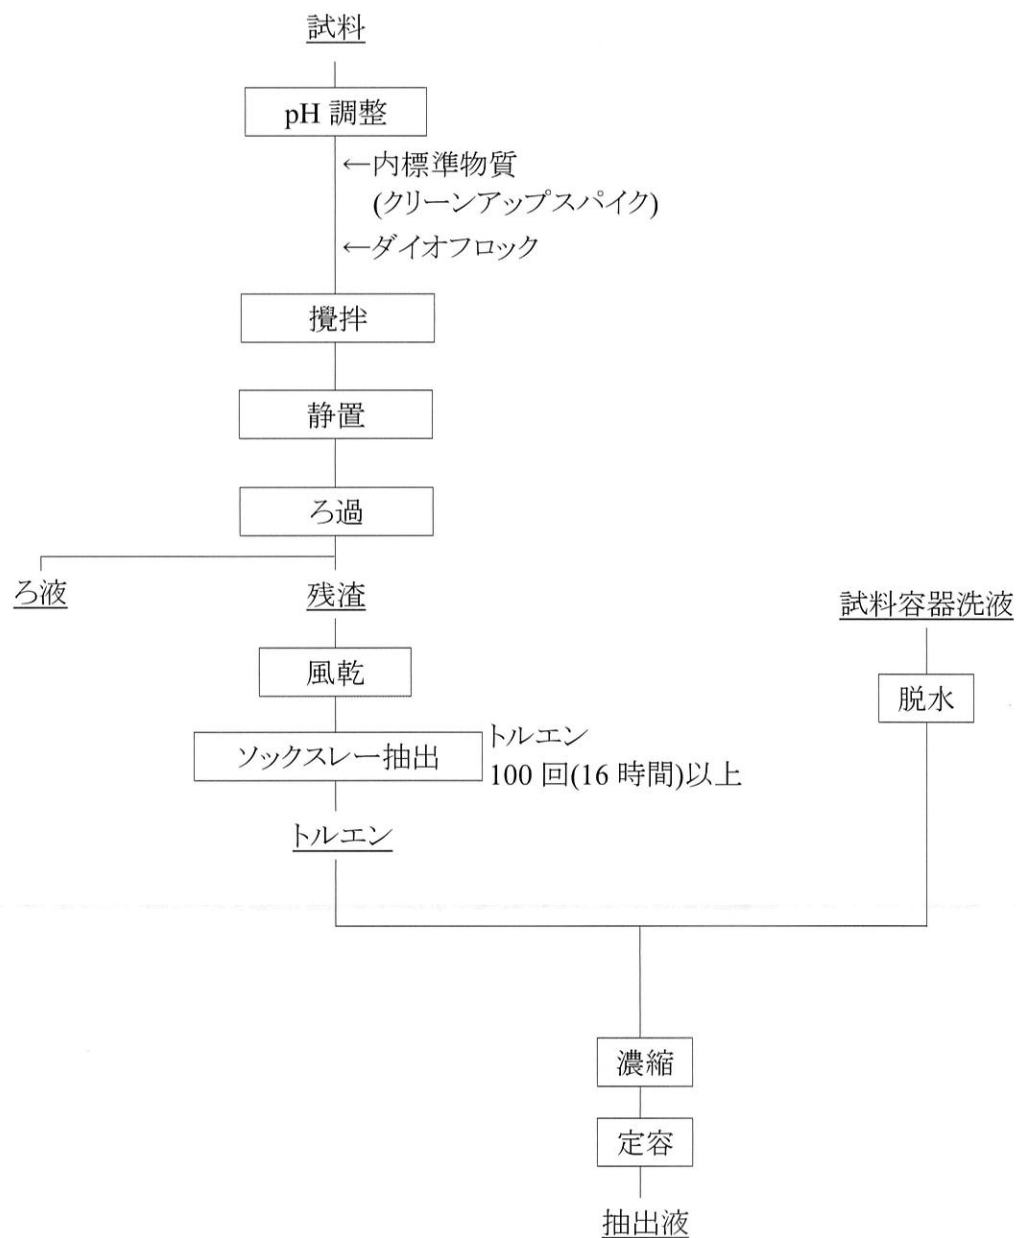 試料
pH 調整
←内標準物質
(クリーンアップスパイク)
←ダイオフロック
攪拌
静置
ろ過
ろ液
残渣
試料容器洗液
風乾
脱水
ソックスレー抽出
トルエン
100 回(16 時間)以上
トルエン
濃縮
定容
抽出液